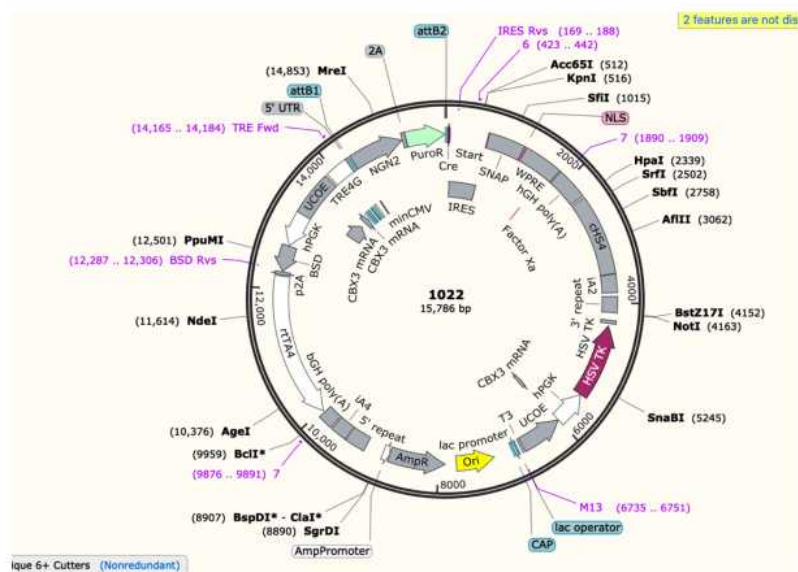 2 features are not dis
attB2
IRES Rvs (169 .. 188)
6 (423 .. 442)
2A
Acc65I (512)
KpnI (516)
(14,853) MreI
SfiI (1015)
attB1
5' UTR
NLS
(14,165 .. 14,184) TRE Fwd
7 (1890 .. 1909)
HpaI (2339)
SrfI (2502)
SbfI (2758)
AflII (3062)
14,000
2000
PuroR
NGN2
TRE4G
UCOE
Cre
Start
SNAP
WPRE
hGH poly(A)
cHS4
IRES
minCMV
CBX3 mRNA
CBX3 mRNA
Factor Xa
hPGK
BSD
p2A
(12,501) PpuMI
(12,287 .. 12,306) BSD Rvs
12,000
4000
1022
15,786 bp
iA2
3' repeat
BstZ17I (4152)
NotI (4163)
(11,614) NdeI
rtTA4
HSV TK
HSV TK
SnaBI (5245)
CBX3 mRNA
hPGK
UCOE
6000
bGH poly(A)
iA4
5' repeat
T3
lac promoter
(10,376) AgeI
(9959) BclI*
10,000
(9876 .. 9891) 7
AmpR
Ori
8000
M13 (6735 .. 6751)
(8907) BspDI* - ClaI*
(8890) SgrDI
lac operator
CAP
AmpPromoter
ique 6+ Cutters (Nonredundant)